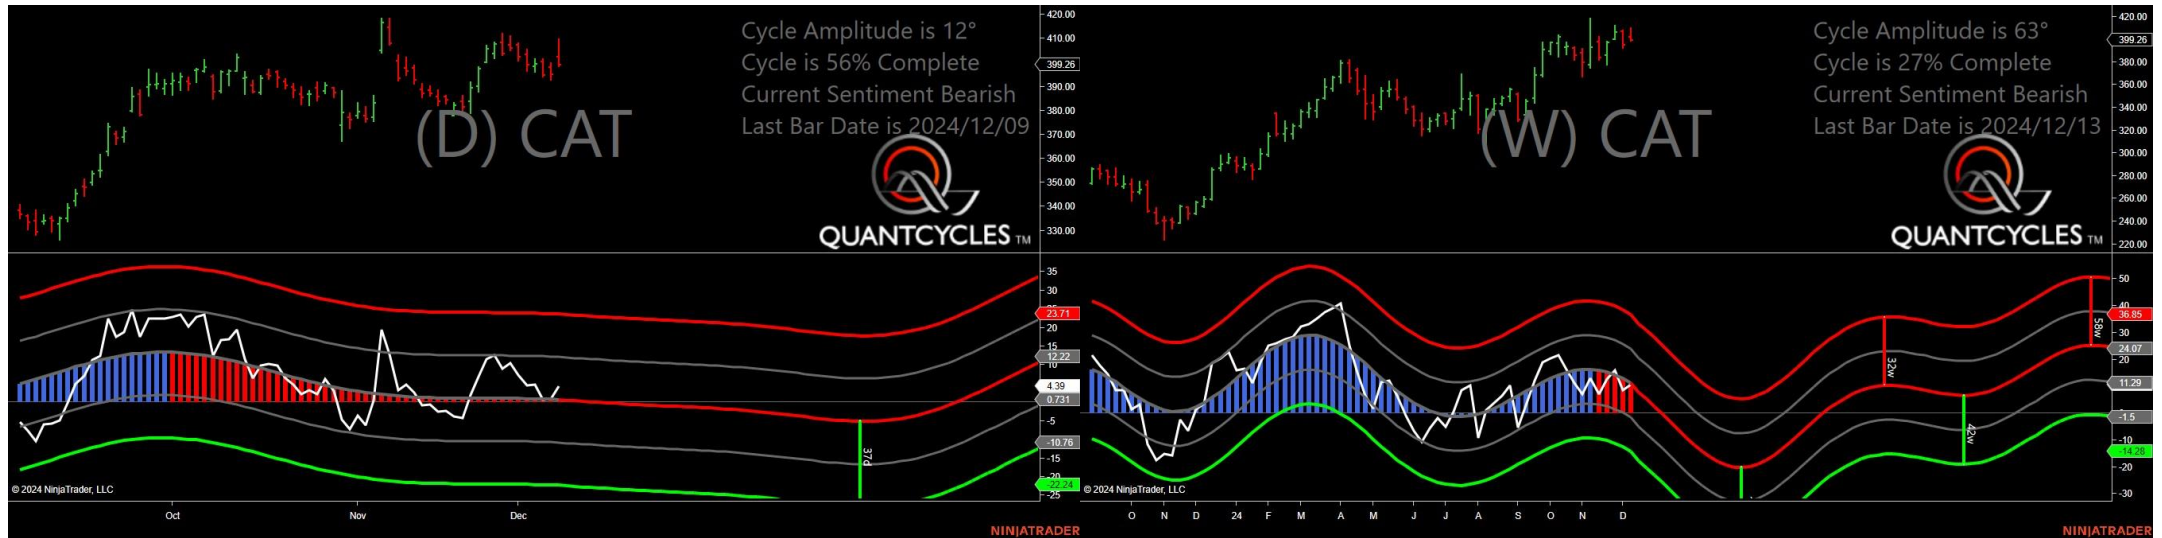 Cycle Amplitude is 12°
Cycle is 56% Complete
Current Sentiment Bearish
Last Bar Date is 2024/12/09
(D) CAT
QUANTCYCLES TM
420.00
410.00
399.26
390.00
380.00
370.00
360.00
350.00
340.00
330.00
35
30
23.71
20
15
12.22
10
4.39
0.731
-5
-10.76
-15
-22.24
-25
37d
© 2024 NinjaTrader, LLC
Oct Nov Dec
NINJATRADER
Cycle Amplitude is 63°
Cycle is 27% Complete
Current Sentiment Bearish
Last Bar Date is 2024/12/13
(W) CAT
QUANTCYCLES TM
420.00
399.26
380.00
360.00
340.00
320.00
300.00
280.00
260.00
240.00
220.00
50
40
36.85
30
24.07
20
11.29
-1.5
-10
-14.28
-20
-30
32w
42w
58w
© 2024 NinjaTrader, LLC
O N D 24 F M A M J J A S O N D
NINJATRADER